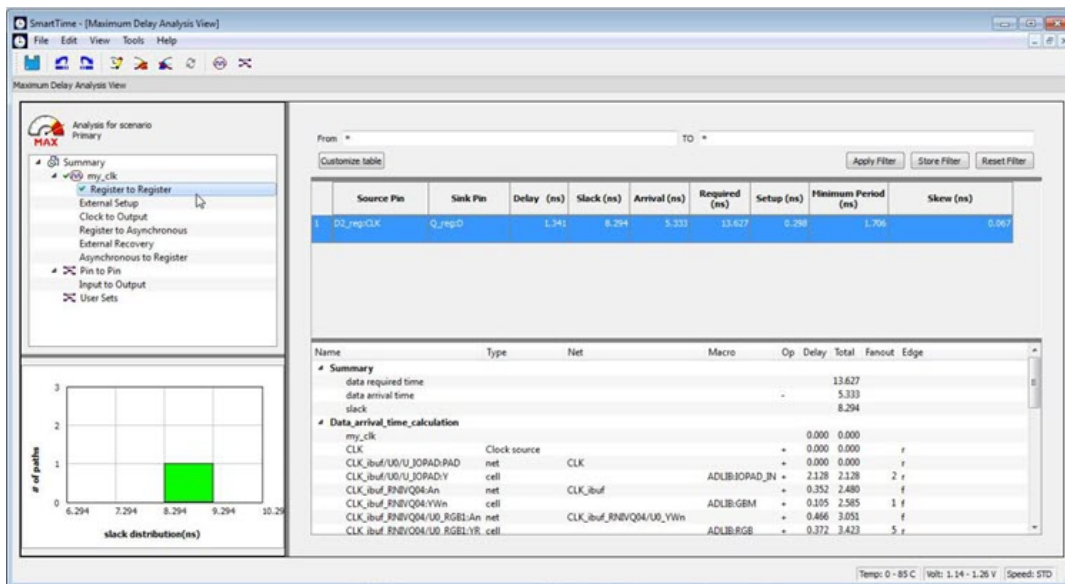 SmartTime - [Maximum Delay Analysis View]
File Edit View Tools Help
Maximum Delay Analysis View
MAX
Analysis for scenario
Primary
Summary
my_clk
Register to Register
External Setup
Clock to Output
Register to Asynchronous
External Recovery
Asynchronous to Register
Pin to Pin
Input to Output
User Sets
From * TO *
Customize table Apply Filter Store Filter Reset Filter
Source Pin Sink Pin Delay (ns) Slack (ns) Arrival (ns) Required (ns) Setup (ns) Minimum Period (ns) Skew (ns)
1 D2_reg:CLK Q_reg:D 1.341 8.294 5.333 13.627 0.298 1.706 0.067
Name Type Net Macro Op Delay Total Fanout Edge
Summary
data required time 13.627
data arrival time - 5.333
slack 8.294
Data_arrival_time_calculation
my_clk 0.000 0.000
CLK Clock source + 0.000 0.000 r
CLK_ibuf/U0/U_IOPAD:PAD net CLK + 0.000 0.000 r
CLK_ibuf/U0/U_IOPAD:Y cell ADLIB:IOPAD_IN + 2.128 2.128 2 r
CLK_ibuf_RNIVQ04:An net CLK_ibuf + 0.352 2.480 f
CLK_ibuf_RNIVQ04:YWn cell ADLIB:GBM + 0.105 2.585 1 f
CLK_ibuf_RNIVQ04/U0_RGB1:An net CLK_ibuf_RNIVQ04/U0_YWn + 0.466 3.051 f
CLK_ibuf_RNIVQ04/U0_RGB1:YR cell ADLIB:RGB + 0.372 3.423 5 r
# of paths
3
2
1
0
6.294 7.294 8.294 9.294 10.29
slack distribution(ns)
Temp: 0 - 85 C Volt: 1.14 - 1.26 V Speed: STD